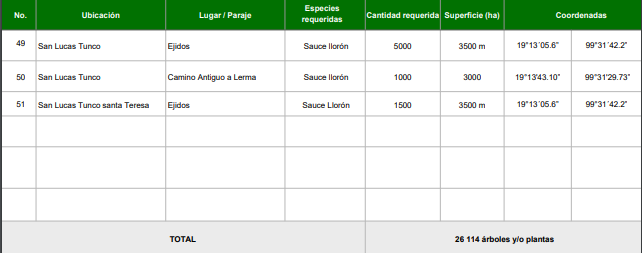 No. Ubicación Lugar / Paraje Especies requeridas Cantidad requerida Superficie (ha) Coordenadas
49 San Lucas Tunco Ejidos Sauce llorón 5000 3500 m 19°13´05.6” 99°31´42.2”
50 San Lucas Tunco Camino Antiguo a Lerma Sauce llorón 1000 3000 19°13'43.10” 99°31'29.73”
51 San Lucas Tunco santa Teresa Ejidos Sauce Llorón 1500 3500 m 19°13´05.6” 99°31´42.2”
TOTAL 26 114 árboles y/o plantas